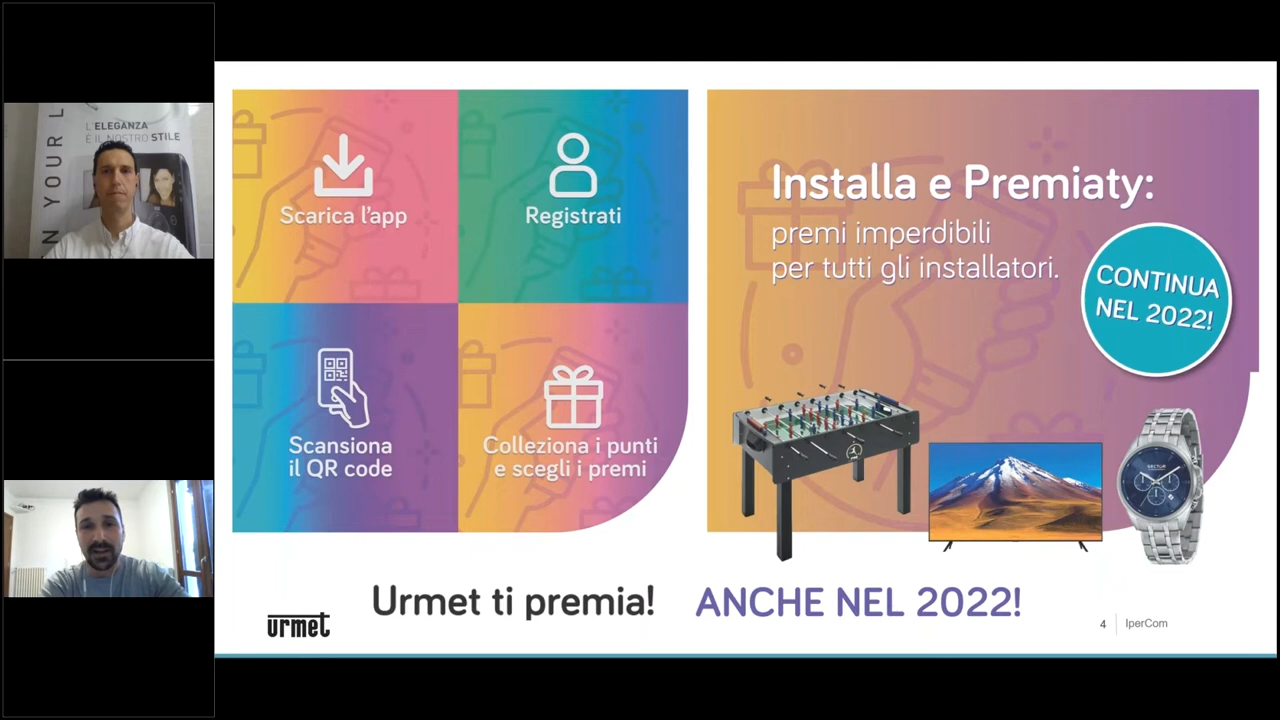 N YOUR L
L'ELEGANZA
È IL NOSTRO STILE
Scarica l'app
Registrati
Scansiona
il QR code
Colleziona i punti
e scegli i premi
Installa e Premiaty:
premi imperdibili
per tutti gli installatori.
CONTINUA
NEL 2022!
SECTOR
Urmet ti premia!
ANCHE NEL 2022!
urmet
4
IperCom